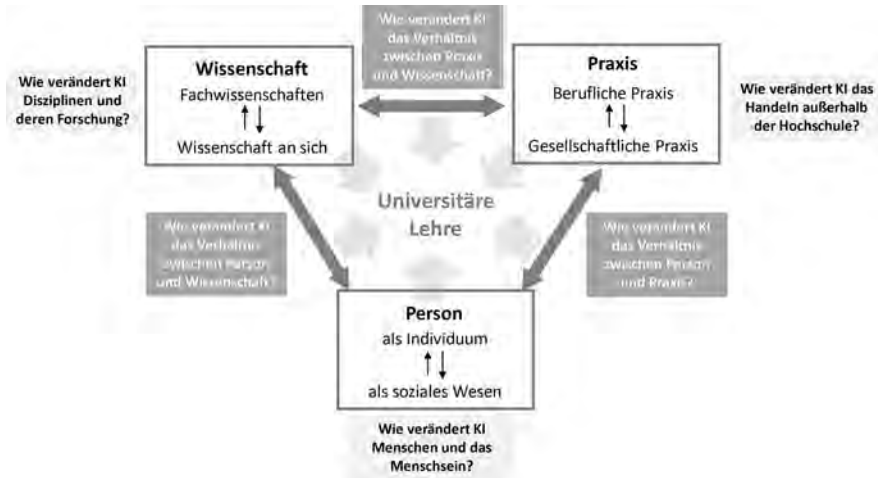 Wie verändert KI
das Verhältnis
zwischen Praxis
und Wissenschaft?
Wissenschaft
Fachwissenschaften
Wissenschaft an sich
Praxis
Berufliche Praxis
Gesellschaftliche Praxis
Wie verändert KI
Disziplinen und
deren Forschung?
Wie verändert KI das
Handeln außerhalb
der Hochschule?
Universitäre
Lehre
Wie verändert KI
das Verhältnis
zwischen Person
und Wissenschaft?
Wie verändert KI
das Verhältnis
zwischen Person
und Praxis?
Person
als Individuum
als soziales Wesen
Wie verändert KI
Menschen und das
Menschsein?